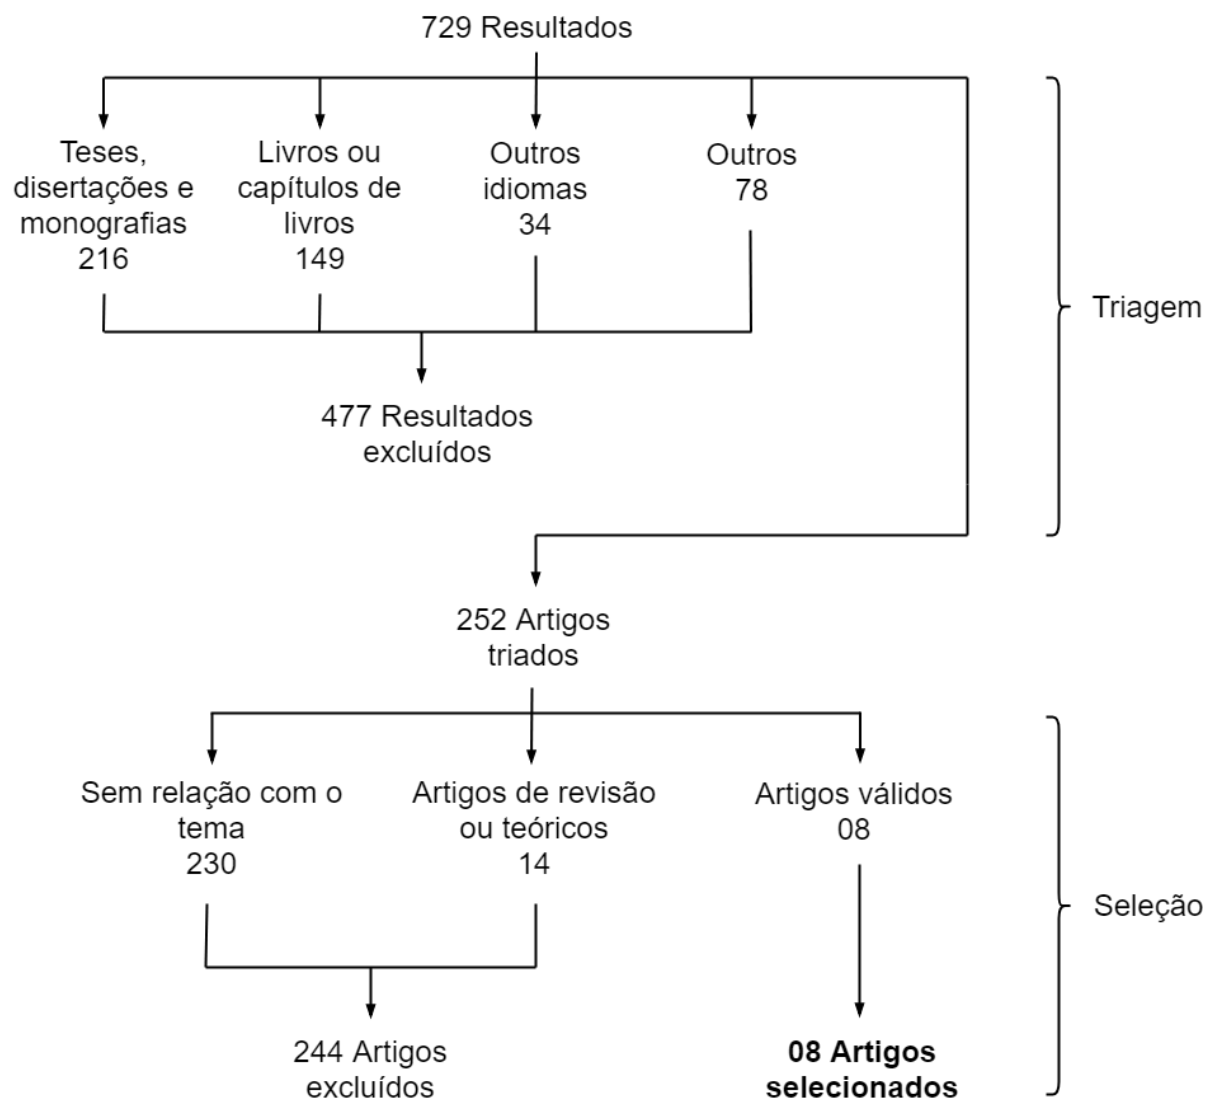 729 Resultados
Teses,
disertações e
monografias
216
Livros ou
capítulos de
livros
149
Outros
idiomas
34
Outros
78
Triagem
477 Resultados
excluídos
252 Artigos
triados
Sem relação com o
tema
230
Artigos de revisão
ou teóricos
14
Artigos válidos
08
Seleção
244 Artigos
excluídos
08 Artigos
selecionados